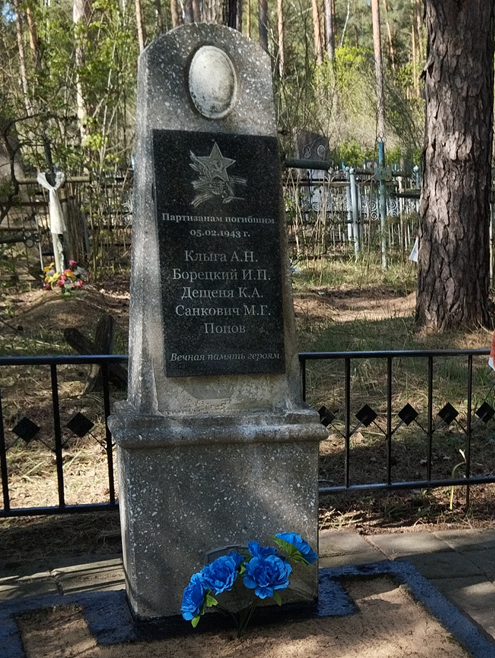 Партизанам погибшим
05.02.1943 г.
Клыга А.Н.
Борецкий И.П.
Дещеня К.А.
Санкович М.Г.
Попов
Вечная память героям